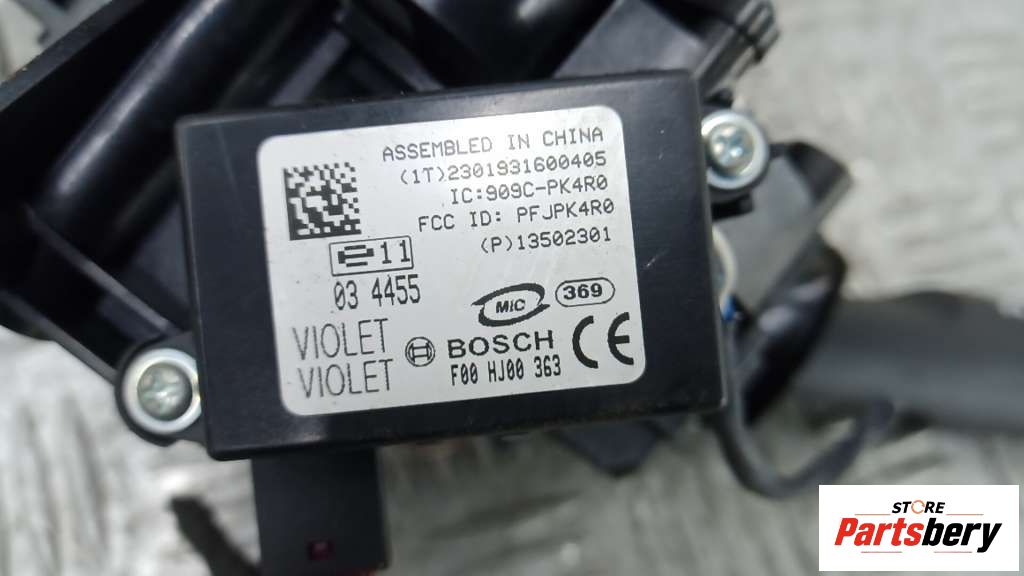 ASSEMBLED IN CHINA
(1T)2301931600405
IC:909C-PK4R0
FCC ID: PFJPK4R0
(P)13502301
e11
03 4455
MiC
369
VIOLET
VIOLET
BOSCH
F00 HJ00 363
CE
STORE
Partsbery